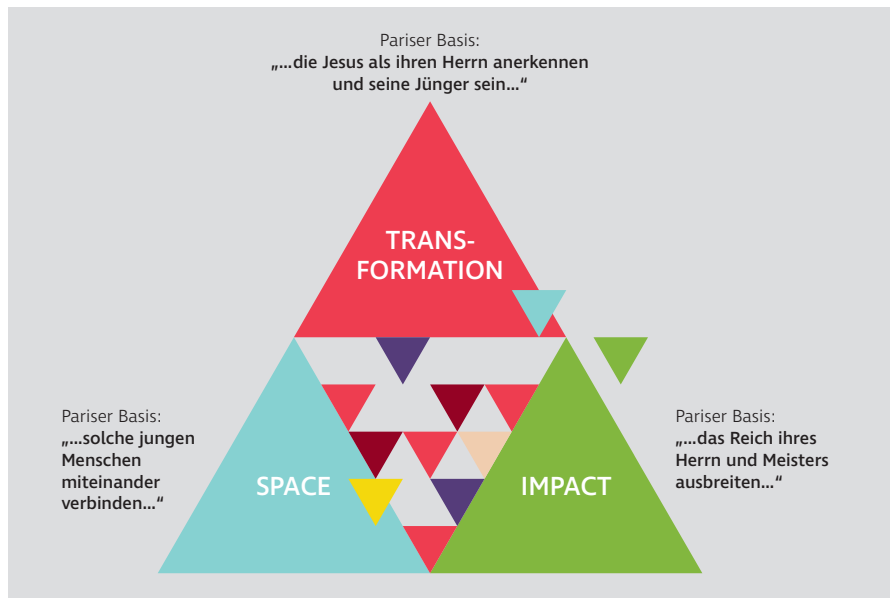 Pariser Basis:
„...die Jesus als ihren Herrn anerkennen
und seine Jünger sein...“
TRANS-
FORMATION
Pariser Basis:
„...solche jungen
Menschen
miteinander
verbinden...“
SPACE
IMPACT
Pariser Basis:
„...das Reich ihres
Herrn und Meisters
ausbreiten...“